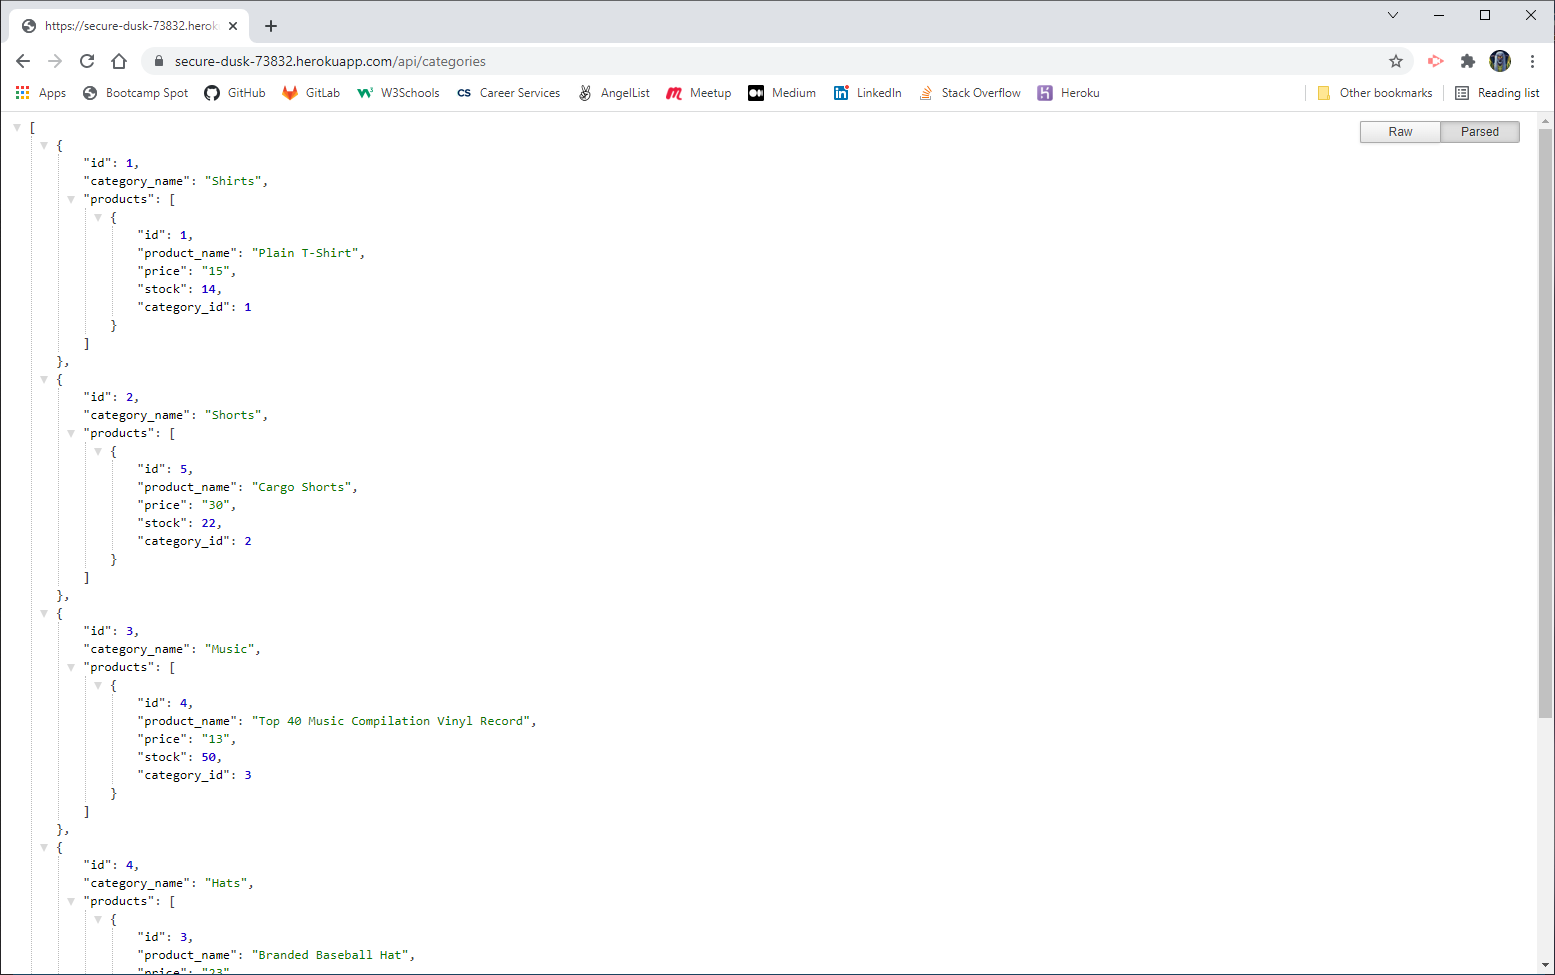 https://secure-dusk-73832.herok
secure-dusk-73832.herokuapp.com/api/categories
Apps Bootcamp Spot GitHub GitLab W3Schools CS Career Services AngelList Meetup Medium LinkedIn Stack Overflow Heroku Other bookmarks Reading list
Raw Parsed
[
{
"id": 1,
"category_name": "Shirts",
"products": [
{
"id": 1,
"product_name": "Plain T-Shirt",
"price": "15",
"stock": 14,
"category_id": 1
}
]
},
{
"id": 2,
"category_name": "Shorts",
"products": [
{
"id": 5,
"product_name": "Cargo Shorts",
"price": "30",
"stock": 22,
"category_id": 2
}
]
},
{
"id": 3,
"category_name": "Music",
"products": [
{
"id": 4,
"product_name": "Top 40 Music Compilation Vinyl Record",
"price": "13",
"stock": 50,
"category_id": 3
}
]
},
{
"id": 4,
"category_name": "Hats",
"products": [
{
"id": 3,
"product_name": "Branded Baseball Hat",
"price": "23"